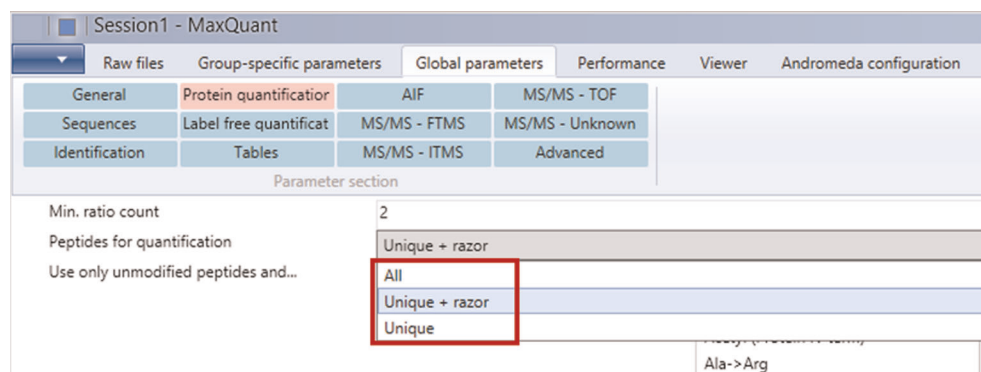 Session1 - MaxQuant
Raw files Group-specific parameters Global parameters Performance Viewer Andromeda configuration
General Protein quantificatior AIF MS/MS - TOF
Sequences Label free quantificat MS/MS - FTMS MS/MS - Unknown
Identification Tables MS/MS - ITMS Advanced
Parameter section
Min. ratio count 2
Peptides for quantification Unique + razor
Use only unmodified peptides and... All
Unique + razor
Unique
Ala->Arg